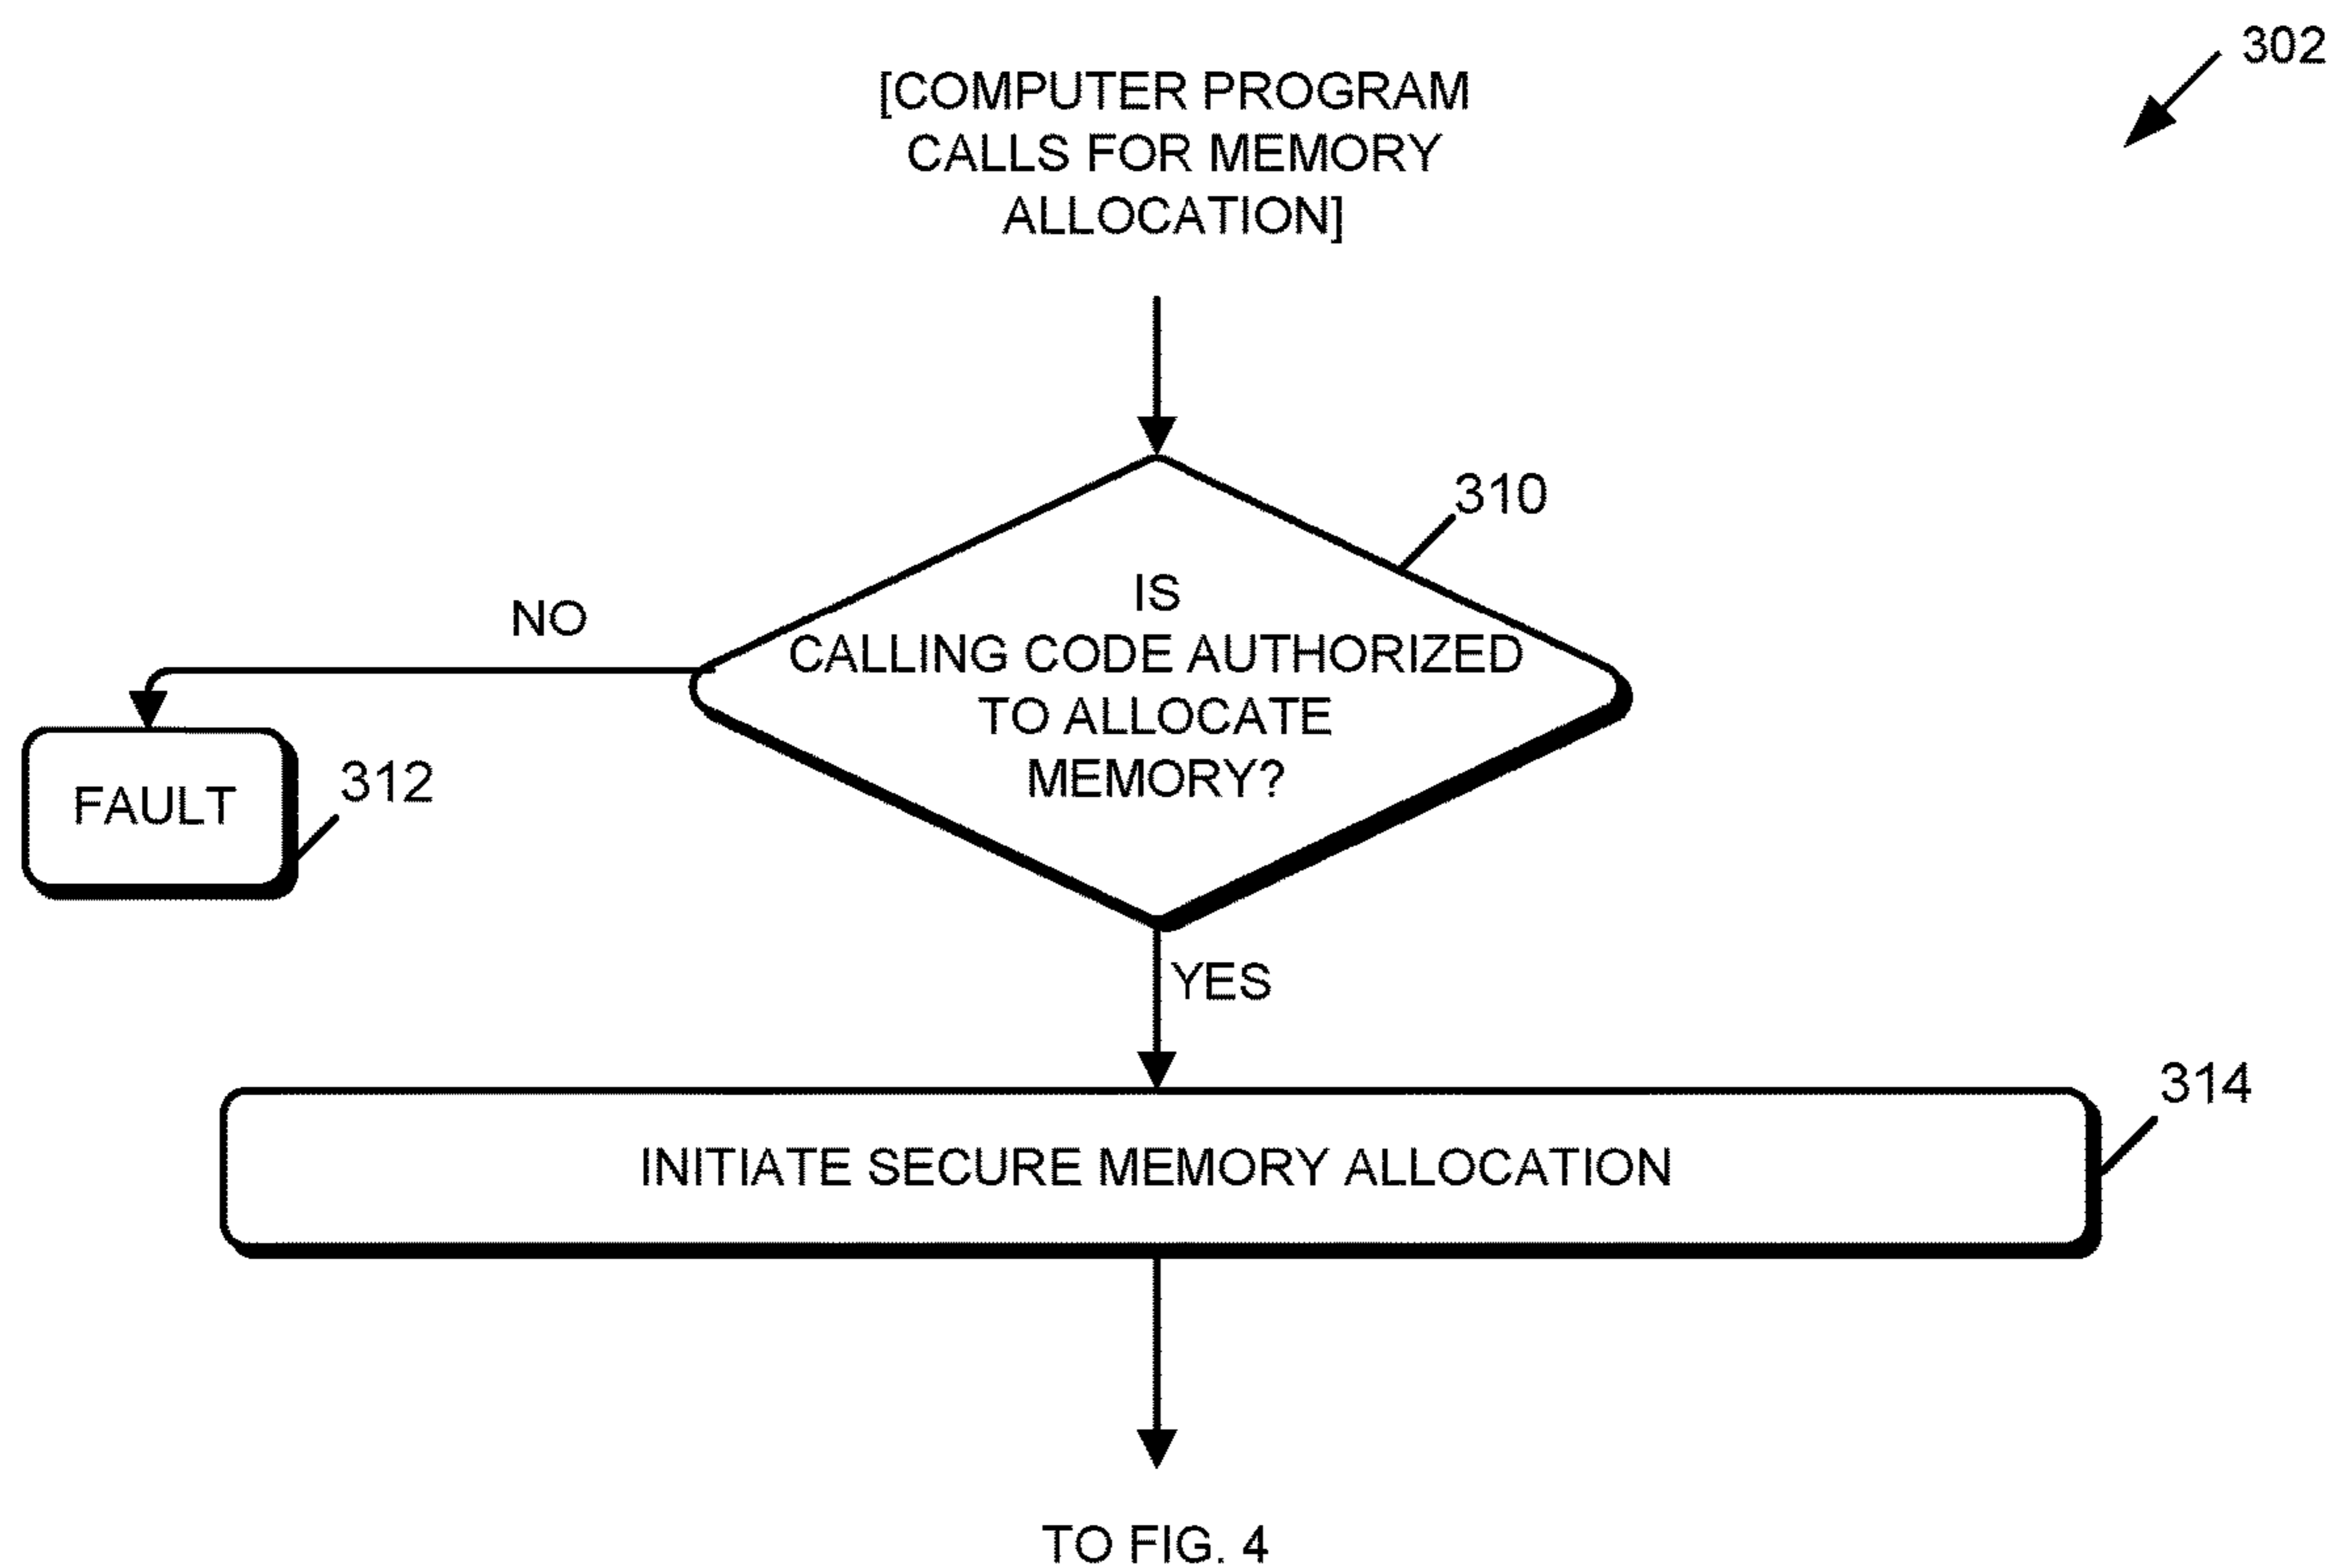 302
[COMPUTER PROGRAM
CALLS FOR MEMORY
ALLOCATION]
310
IS
CALLING CODE AUTHORIZED
TO ALLOCATE
MEMORY?
NO
FAULT
312
YES
314
INITIATE SECURE MEMORY ALLOCATION
TO FIG. 4